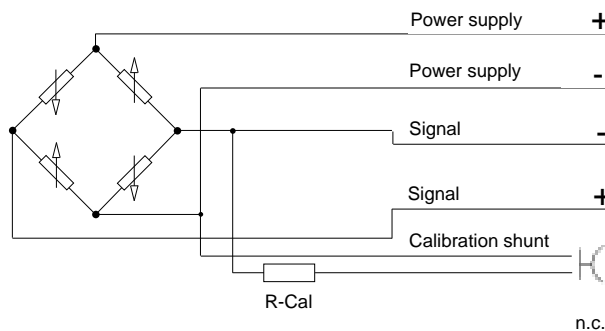 Power supply +
Power supply -
Signal -
Signal +
Calibration shunt
R-Cal
n.c.